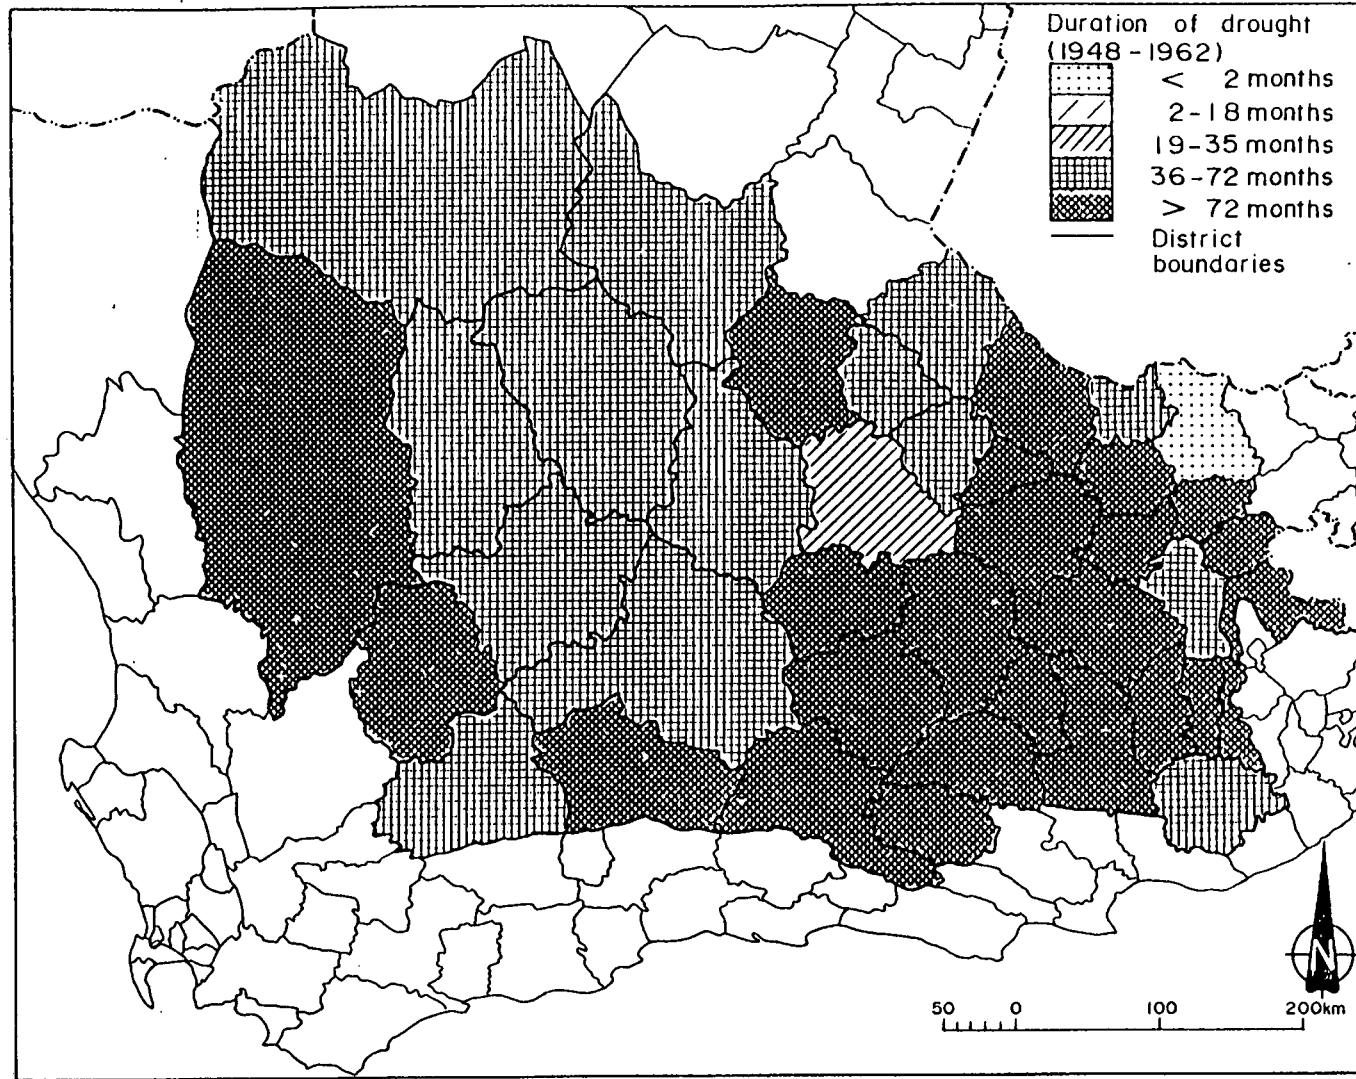 Duration of drought
(1948-1962)
< 2 months
2-18 months
19-35 months
36-72 months
> 72 months
District
boundaries
N
50 0 100 200km